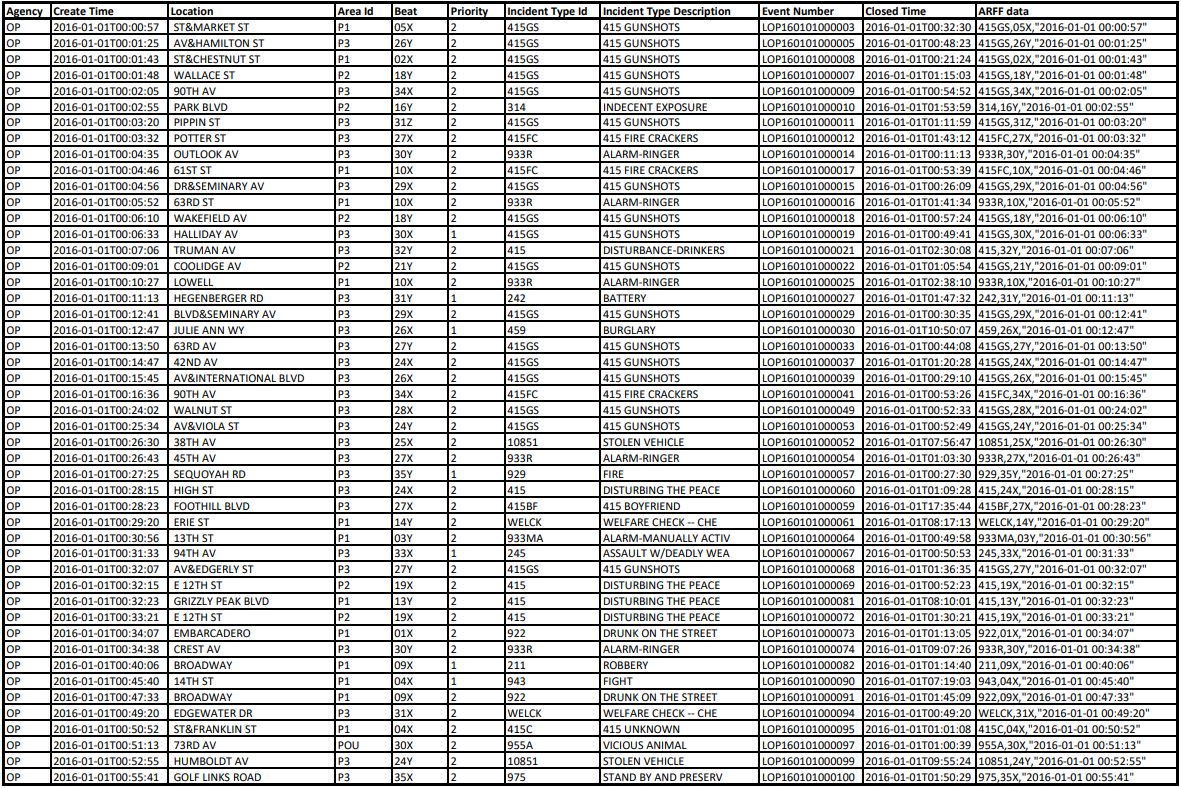 Agency Create Time Location Area Id Beat Priority Incident Type Id Incident Type Description Event Number Closed Time ARFF data
OP 2016-01-01T00:00:57 ST&MARKET ST P1 05X 2 415GS 415 GUNSHOTS LOP160101000003 2016-01-01T00:32:30 415GS,05X,"2016-01-01 00:00:57"
OP 2016-01-01T00:01:25 AV&HAMILTON ST P3 26Y 2 415GS 415 GUNSHOTS LOP160101000005 2016-01-01T00:48:23 415GS,26Y,"2016-01-01 00:01:25"
OP 2016-01-01T00:01:43 ST&CHESTNUT ST P1 02X 2 415GS 415 GUNSHOTS LOP160101000008 2016-01-01T00:21:24 415GS,02X,"2016-01-01 00:01:43"
OP 2016-01-01T00:01:48 WALLACE ST P2 18Y 2 415GS 415 GUNSHOTS LOP160101000007 2016-01-01T01:15:03 415GS,18Y,"2016-01-01 00:01:48"
OP 2016-01-01T00:02:05 90TH AV P3 34X 2 415GS 415 GUNSHOTS LOP160101000009 2016-01-01T00:54:52 415GS,34X,"2016-01-01 00:02:05"
OP 2016-01-01T00:02:55 PARK BLVD P2 16Y 2 314 INDECENT EXPOSURE LOP160101000010 2016-01-01T01:53:59 314,16Y,"2016-01-01 00:02:55"
OP 2016-01-01T00:03:20 PIPPIN ST P3 31Z 2 415GS 415 GUNSHOTS LOP160101000011 2016-01-01T01:11:59 415GS,31Z,"2016-01-01 00:03:20"
OP 2016-01-01T00:03:32 POTTER ST P3 27X 2 415FC 415 FIRE CRACKERS LOP160101000012 2016-01-01T01:43:12 415FC,27X,"2016-01-01 00:03:32"
OP 2016-01-01T00:04:35 OUTLOOK AV P3 30Y 2 933R ALARM-RINGER LOP160101000014 2016-01-01T00:11:13 933R,30Y,"2016-01-01 00:04:35"
OP 2016-01-01T00:04:46 61ST ST P1 10X 2 415FC 415 FIRE CRACKERS LOP160101000017 2016-01-01T00:53:39 415FC,10X,"2016-01-01 00:04:46"
OP 2016-01-01T00:04:56 DR&SEMINARY AV P3 29X 2 415GS 415 GUNSHOTS LOP160101000015 2016-01-01T00:26:09 415GS,29X,"2016-01-01 00:04:56"
OP 2016-01-01T00:05:52 63RD ST P1 10X 2 933R ALARM-RINGER LOP160101000016 2016-01-01T01:41:34 933R,10X,"2016-01-01 00:05:52"
OP 2016-01-01T00:06:10 WAKEFIELD AV P2 18Y 2 415GS 415 GUNSHOTS LOP160101000018 2016-01-01T00:57:24 415GS,18Y,"2016-01-01 00:06:10"
OP 2016-01-01T00:06:33 HALLIDAY AV P3 30X 1 415GS 415 GUNSHOTS LOP160101000019 2016-01-01T00:49:41 415GS,30X,"2016-01-01 00:06:33"
OP 2016-01-01T00:07:06 TRUMAN AV P3 32Y 2 415 DISTURBANCE-DRINKERS LOP160101000021 2016-01-01T02:30:08 415,32Y,"2016-01-01 00:07:06"
OP 2016-01-01T00:09:01 COOLIDGE AV P2 21Y 2 415GS 415 GUNSHOTS LOP160101000022 2016-01-01T01:05:54 415GS,21Y,"2016-01-01 00:09:01"
OP 2016-01-01T00:10:27 LOWELL P1 10X 2 933R ALARM-RINGER LOP160101000025 2016-01-01T02:38:10 933R,10X,"2016-01-01 00:10:27"
OP 2016-01-01T00:11:13 HEGENBERGER RD P3 31Y 1 242 BATTERY LOP160101000027 2016-01-01T01:47:32 242,31Y,"2016-01-01 00:11:13"
OP 2016-01-01T00:12:41 BLVD&SEMINARY AV P3 29X 2 415GS 415 GUNSHOTS LOP160101000029 2016-01-01T00:30:35 415GS,29X,"2016-01-01 00:12:41"
OP 2016-01-01T00:12:47 JULIE ANN WY P3 26X 1 459 BURGLARY LOP160101000030 2016-01-01T10:50:07 459,26X,"2016-01-01 00:12:47"
OP 2016-01-01T00:13:50 63RD AV P3 27Y 2 415GS 415 GUNSHOTS LOP160101000033 2016-01-01T00:44:08 415GS,27Y,"2016-01-01 00:13:50"
OP 2016-01-01T00:14:47 42ND AV P3 24X 2 415GS 415 GUNSHOTS LOP160101000037 2016-01-01T01:20:28 415GS,24X,"2016-01-01 00:14:47"
OP 2016-01-01T00:15:45 AV&INTERNATIONAL BLVD P3 26X 2 415GS 415 GUNSHOTS LOP160101000039 2016-01-01T00:29:10 415GS,26X,"2016-01-01 00:15:45"
OP 2016-01-01T00:16:36 90TH AV P3 34X 2 415FC 415 FIRE CRACKERS LOP160101000041 2016-01-01T00:53:26 415FC,34X,"2016-01-01 00:16:36"
OP 2016-01-01T00:24:02 WALNUT ST P3 28X 2 415GS 415 GUNSHOTS LOP160101000049 2016-01-01T00:52:33 415GS,28X,"2016-01-01 00:24:02"
OP 2016-01-01T00:25:34 AV&VIOLA ST P3 24Y 2 415GS 415 GUNSHOTS LOP160101000053 2016-01-01T00:52:49 415GS,24Y,"2016-01-01 00:25:34"
OP 2016-01-01T00:26:30 38TH AV P3 25X 2 10851 STOLEN VEHICLE LOP160101000052 2016-01-01T07:56:47 10851,25X,"2016-01-01 00:26:30"
OP 2016-01-01T00:26:43 45TH AV P3 27X 2 933R ALARM-RINGER LOP160101000054 2016-01-01T01:03:30 933R,27X,"2016-01-01 00:26:43"
OP 2016-01-01T00:27:25 SEQUOYAH RD P3 35Y 1 929 FIRE LOP160101000057 2016-01-01T00:27:30 929,35Y,"2016-01-01 00:27:25"
OP 2016-01-01T00:28:15 HIGH ST P3 24X 2 415 DISTURBING THE PEACE LOP160101000060 2016-01-01T01:09:28 415,24X,"2016-01-01 00:28:15"
OP 2016-01-01T00:28:23 FOOTHILL BLVD P3 27X 2 415BF 415 BOYFRIEND LOP160101000059 2016-01-01T17:35:44 415BF,27X,"2016-01-01 00:28:23"
OP 2016-01-01T00:29:20 ERIE ST P1 14Y 2 WELCK WELFARE CHECK -- CHE LOP160101000061 2016-01-01T08:17:13 WELCK,14Y,"2016-01-01 00:29:20"
OP 2016-01-01T00:30:56 13TH ST P1 03Y 2 933MA ALARM-MANUALLY ACTIV LOP160101000064 2016-01-01T00:49:58 933MA,03Y,"2016-01-01 00:30:56"
OP 2016-01-01T00:31:33 94TH AV P3 33X 1 245 ASSAULT W/DEADLY WEA LOP160101000067 2016-01-01T00:50:53 245,33X,"2016-01-01 00:31:33"
OP 2016-01-01T00:32:07 AV&EDGERLY ST P3 27Y 2 415GS 415 GUNSHOTS LOP160101000068 2016-01-01T01:36:35 415GS,27Y,"2016-01-01 00:32:07"
OP 2016-01-01T00:32:15 E 12TH ST P2 19X 2 415 DISTURBING THE PEACE LOP160101000069 2016-01-01T00:52:23 415,19X,"2016-01-01 00:32:15"
OP 2016-01-01T00:32:23 GRIZZLY PEAK BLVD P1 13Y 2 415 DISTURBING THE PEACE LOP160101000081 2016-01-01T08:10:01 415,13Y,"2016-01-01 00:32:23"
OP 2016-01-01T00:33:21 E 12TH ST P2 19X 2 415 DISTURBING THE PEACE LOP160101000072 2016-01-01T01:30:21 415,19X,"2016-01-01 00:33:21"
OP 2016-01-01T00:34:07 EMBARCADERO P1 01X 2 922 DRUNK ON THE STREET LOP160101000073 2016-01-01T01:13:05 922,01X,"2016-01-01 00:34:07"
OP 2016-01-01T00:34:38 CREST AV P3 30Y 2 933R ALARM-RINGER LOP160101000074 2016-01-01T09:07:26 933R,30Y,"2016-01-01 00:34:38"
OP 2016-01-01T00:40:06 BROADWAY P1 09X 1 211 ROBBERY LOP160101000082 2016-01-01T01:14:40 211,09X,"2016-01-01 00:40:06"
OP 2016-01-01T00:45:40 14TH ST P1 04X 1 943 FIGHT LOP160101000090 2016-01-01T07:19:03 943,04X,"2016-01-01 00:45:40"
OP 2016-01-01T00:47:33 BROADWAY P1 09X 2 922 DRUNK ON THE STREET LOP160101000091 2016-01-01T01:45:09 922,09X,"2016-01-01 00:47:33"
OP 2016-01-01T00:49:20 EDGEWATER DR P3 31X 2 WELCK WELFARE CHECK -- CHE LOP160101000094 2016-01-01T00:49:20 WELCK,31X,"2016-01-01 00:49:20"
OP 2016-01-01T00:50:52 ST&FRANKLIN ST P1 04X 2 415C 415 UNKNOWN LOP160101000095 2016-01-01T01:01:08 415C,04X,"2016-01-01 00:50:52"
OP 2016-01-01T00:51:13 73RD AV POU 30X 2 955A VICIOUS ANIMAL LOP160101000097 2016-01-01T01:00:39 955A,30X,"2016-01-01 00:51:13"
OP 2016-01-01T00:52:55 HUMBOLDT AV P3 24Y 2 10851 STOLEN VEHICLE LOP160101000099 2016-01-01T09:55:24 10851,24Y,"2016-01-01 00:52:55"
OP 2016-01-01T00:55:41 GOLF LINKS ROAD P3 35X 2 975 STAND BY AND PRESERV LOP160101000100 2016-01-01T01:50:29 975,35X,"2016-01-01 00:55:41"